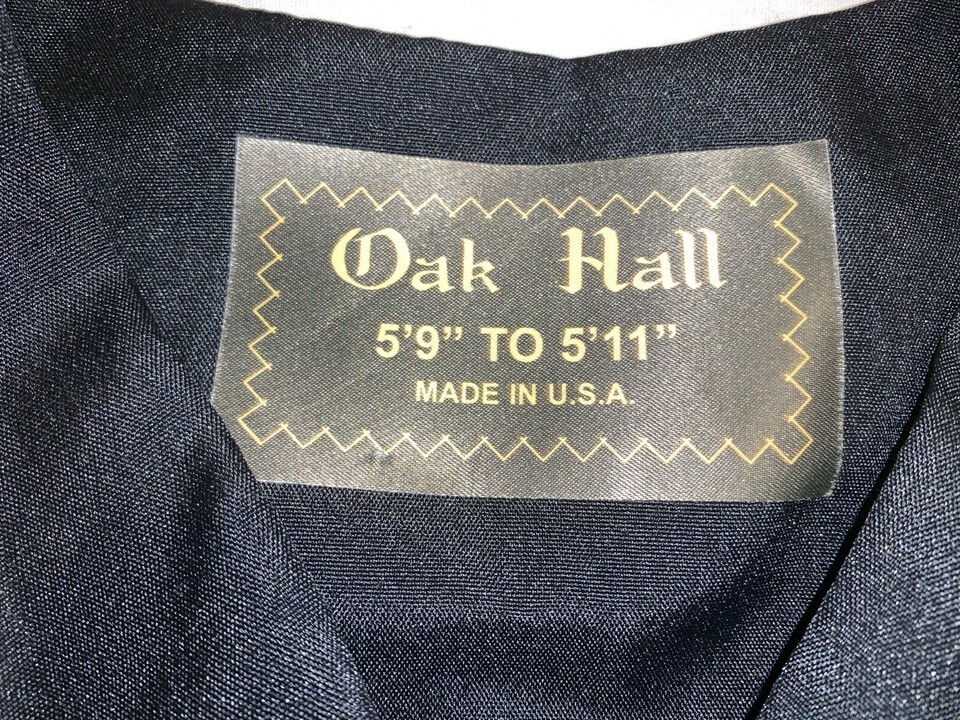 Oak Hall
5’9” TO 5’11”
MADE IN U.S.A.